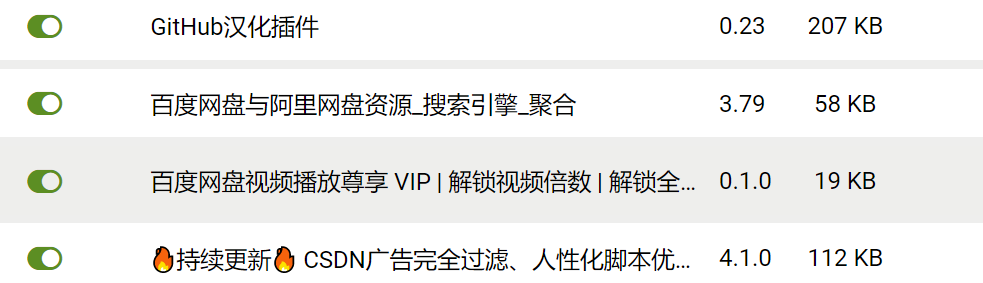 GitHub汉化插件 0.23 207 KB
百度网盘与阿里网盘资源_搜索引擎_聚合 3.79 58 KB
百度网盘视频播放尊享 VIP | 解锁视频倍数 | 解锁全... 0.1.0 19 KB
🔥持续更新🔥 CSDN广告完全过滤、人性化脚本优... 4.1.0 112 KB